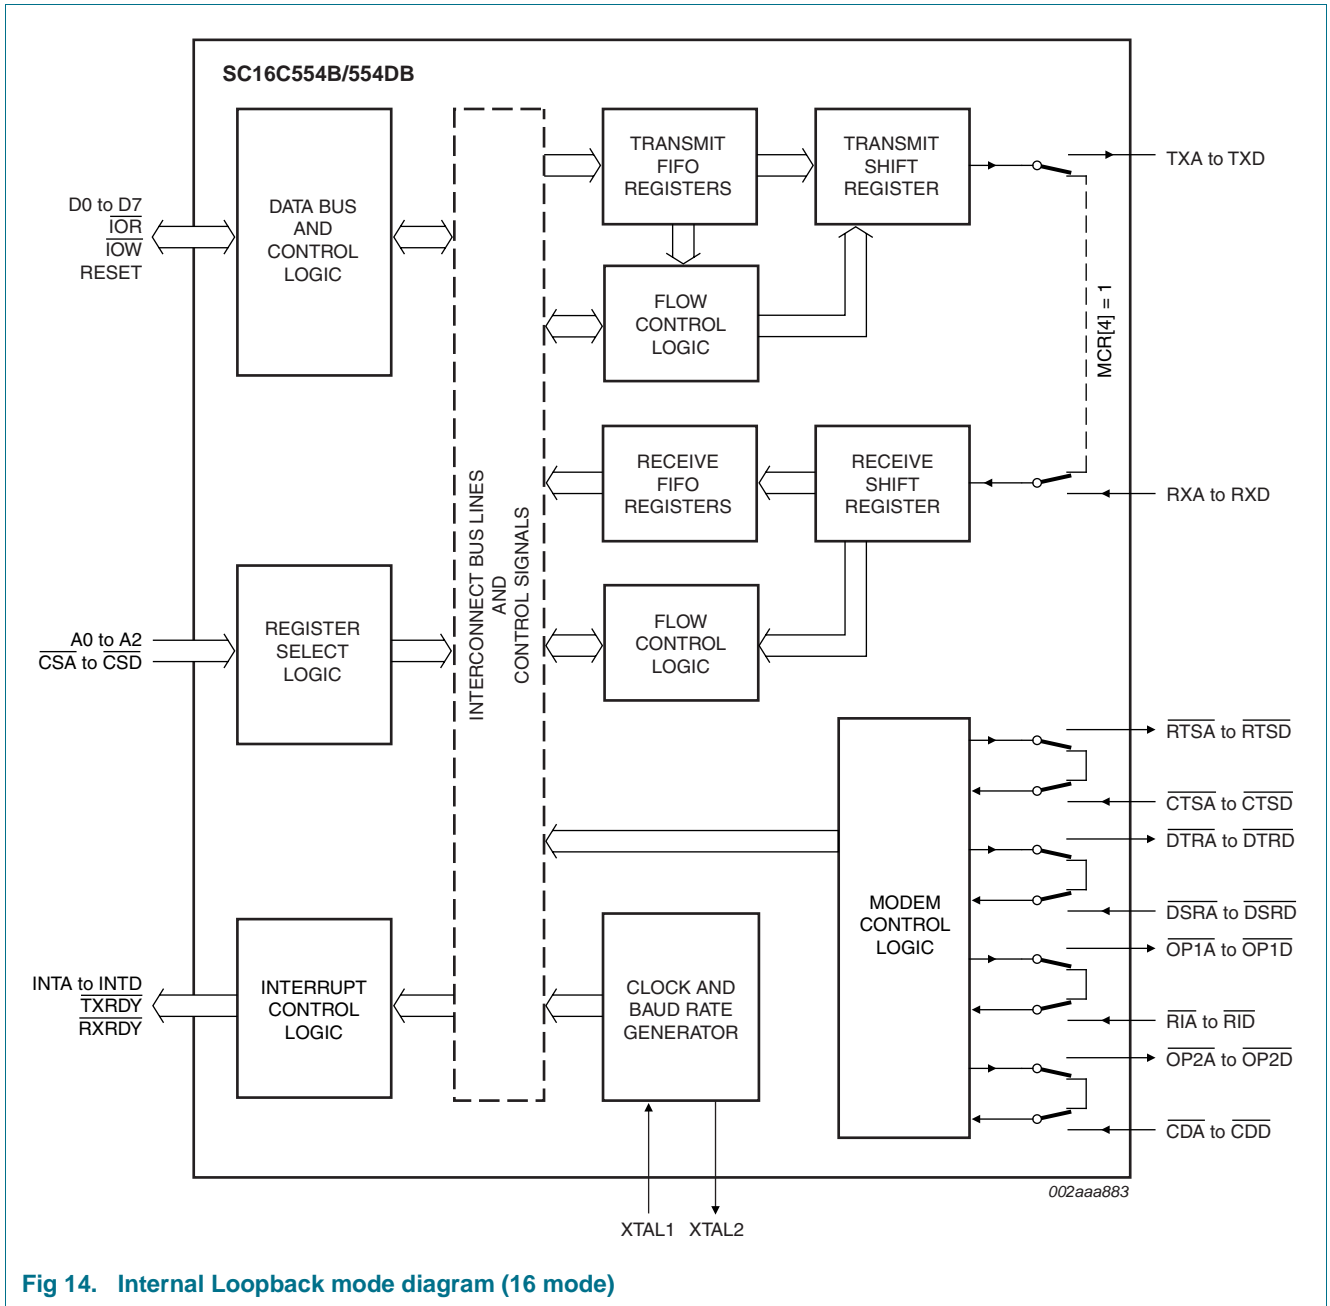 SC16C554B/554DB
D0 to D7
IOR
IOW
RESET
DATA BUS
AND
CONTROL
LOGIC
A0 to A2
CSA to CSD
REGISTER
SELECT
LOGIC
INTA to INTD
TXRDY
RXRDY
INTERRUPT
CONTROL
LOGIC
INTERCONNECT BUS LINES
AND
CONTROL SIGNALS
TRANSMIT
FIFO
REGISTERS
TRANSMIT
SHIFT
REGISTER
FLOW
CONTROL
LOGIC
RECEIVE
FIFO
REGISTERS
RECEIVE
SHIFT
REGISTER
FLOW
CONTROL
LOGIC
MODEM
CONTROL
LOGIC
CLOCK AND
BAUD RATE
GENERATOR
XTAL1 XTAL2
MCR[4] = 1
TXA to TXD
RXA to RXD
RTSA to RTSD
CTSA to CTSD
DTRA to DTRD
DSRA to DSRD
OP1A to OP1D
RIA to RID
OP2A to OP2D
CDA to CDD
002aaa883
Fig 14. Internal Loopback mode diagram (16 mode)